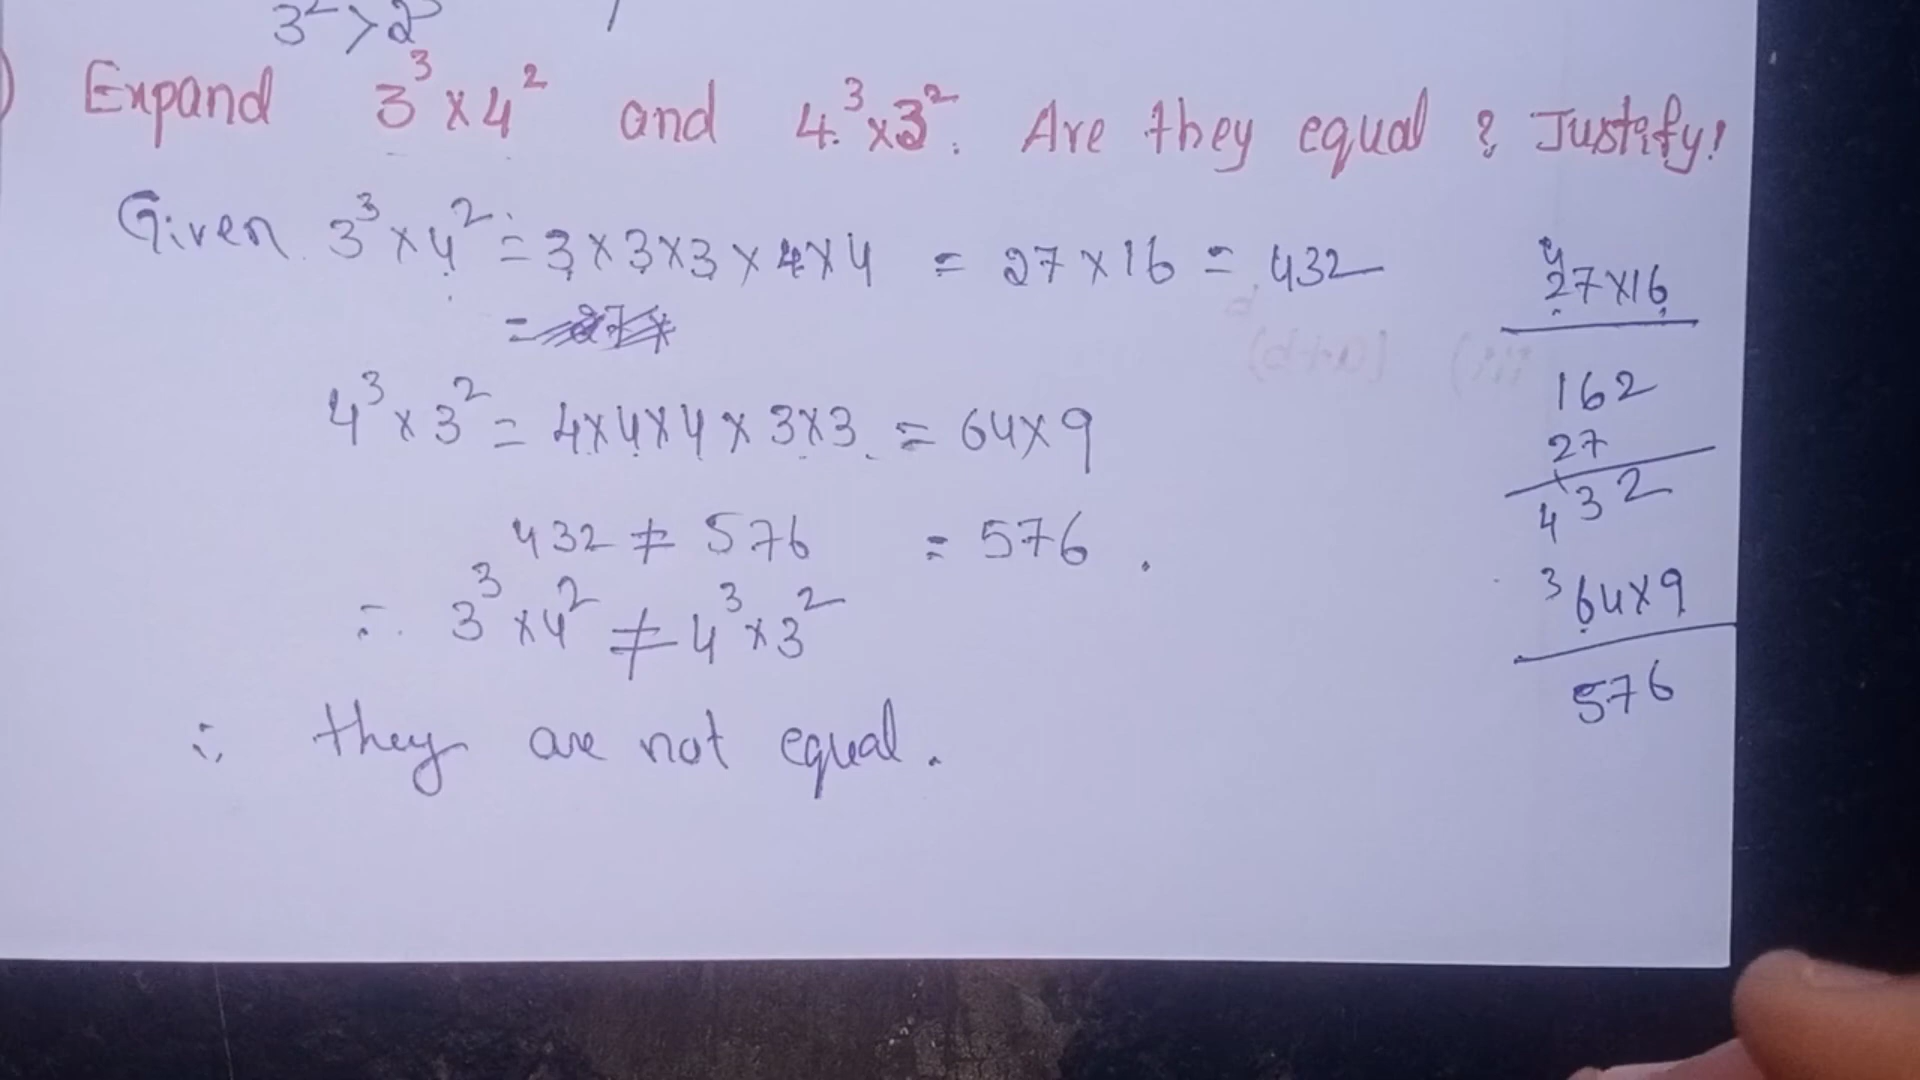 3² > 2³
Expand 3³ × 4² and 4³ × 3². Are they equal ? Justify!
Given 3³ × 4² = 3 × 3 × 3 × 4 × 4 = 27 × 16 = 432
=
4³ × 3² = 4 × 4 × 4 × 3 × 3 = 64 × 9
432 ≠ 576 = 576
∴ 3³ × 4² ≠ 4³ × 3²
∴ they are not equal.
4
27 × 16
162
27
432
3 64 × 9
576